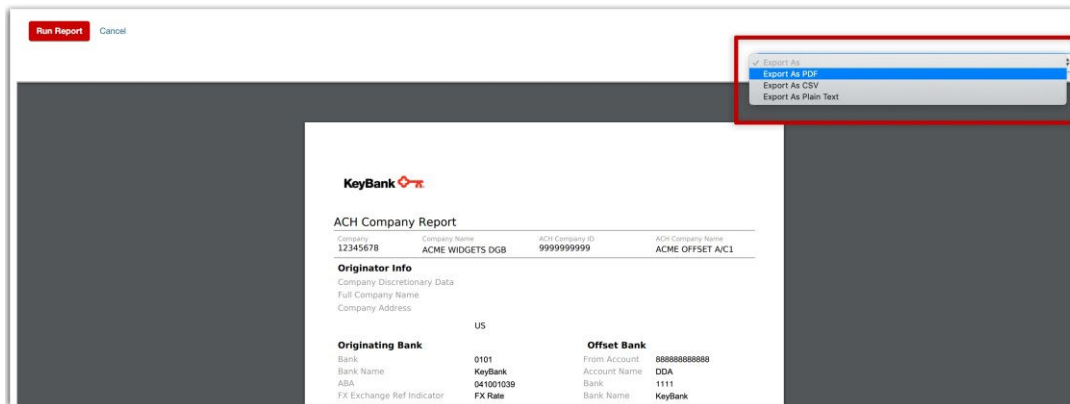 Run Report Cancel
✓ Export As
Export As PDF
Export As CSV
Export As Plain Text
KeyBank
ACH Company Report
Company Company Name ACH Company ID ACH Company Name
12345678 ACME WIDGETS DGB 9999999999 ACME OFFSET A/C1
Originator Info
Company Discretionary Data
Full Company Name
Company Address
US
Originating Bank Offset Bank
Bank 0101 From Account 888888888888
Bank Name KeyBank Account Name DDA
ABA 041001039 Bank 1111
FX Exchange Ref Indicator FX Rate Bank Name KeyBank